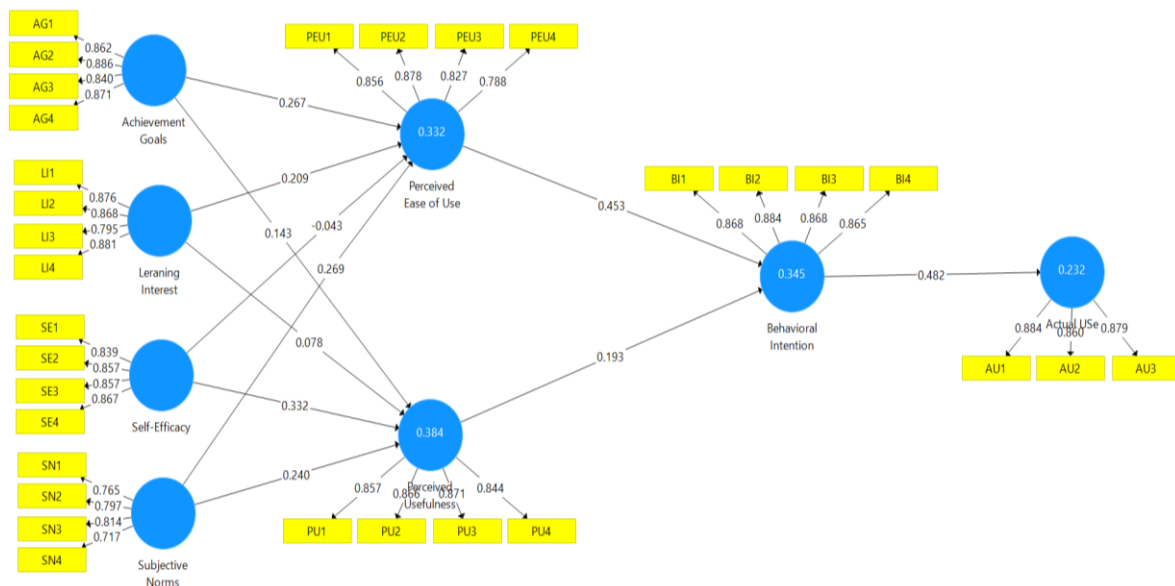 AG1
AG2
AG3
AG4
0.862
0.886
0.840
0.871
Achievement
Goals
LI1
LI2
LI3
LI4
0.876
0.868
0.795
0.881
Leraning
Interest
SE1
SE2
SE3
SE4
0.839
0.857
0.857
0.867
Self-Efficacy
SN1
SN2
SN3
SN4
0.765
0.797
0.814
0.717
Subjective
Norms
0.267
0.209
-0.043
0.143
0.269
0.078
0.332
0.240
PEU1
PEU2
PEU3
PEU4
0.856
0.878
0.827
0.788
0.332
Perceived
Ease of Use
0.384
Perceived
Usefulness
0.857
0.866
0.871
0.844
PU1
PU2
PU3
PU4
0.453
0.193
BI1
BI2
BI3
BI4
0.868
0.884
0.868
0.865
0.345
Behavioral
Intention
0.482
0.232
Actual USe
0.884
0.860
0.879
AU1
AU2
AU3